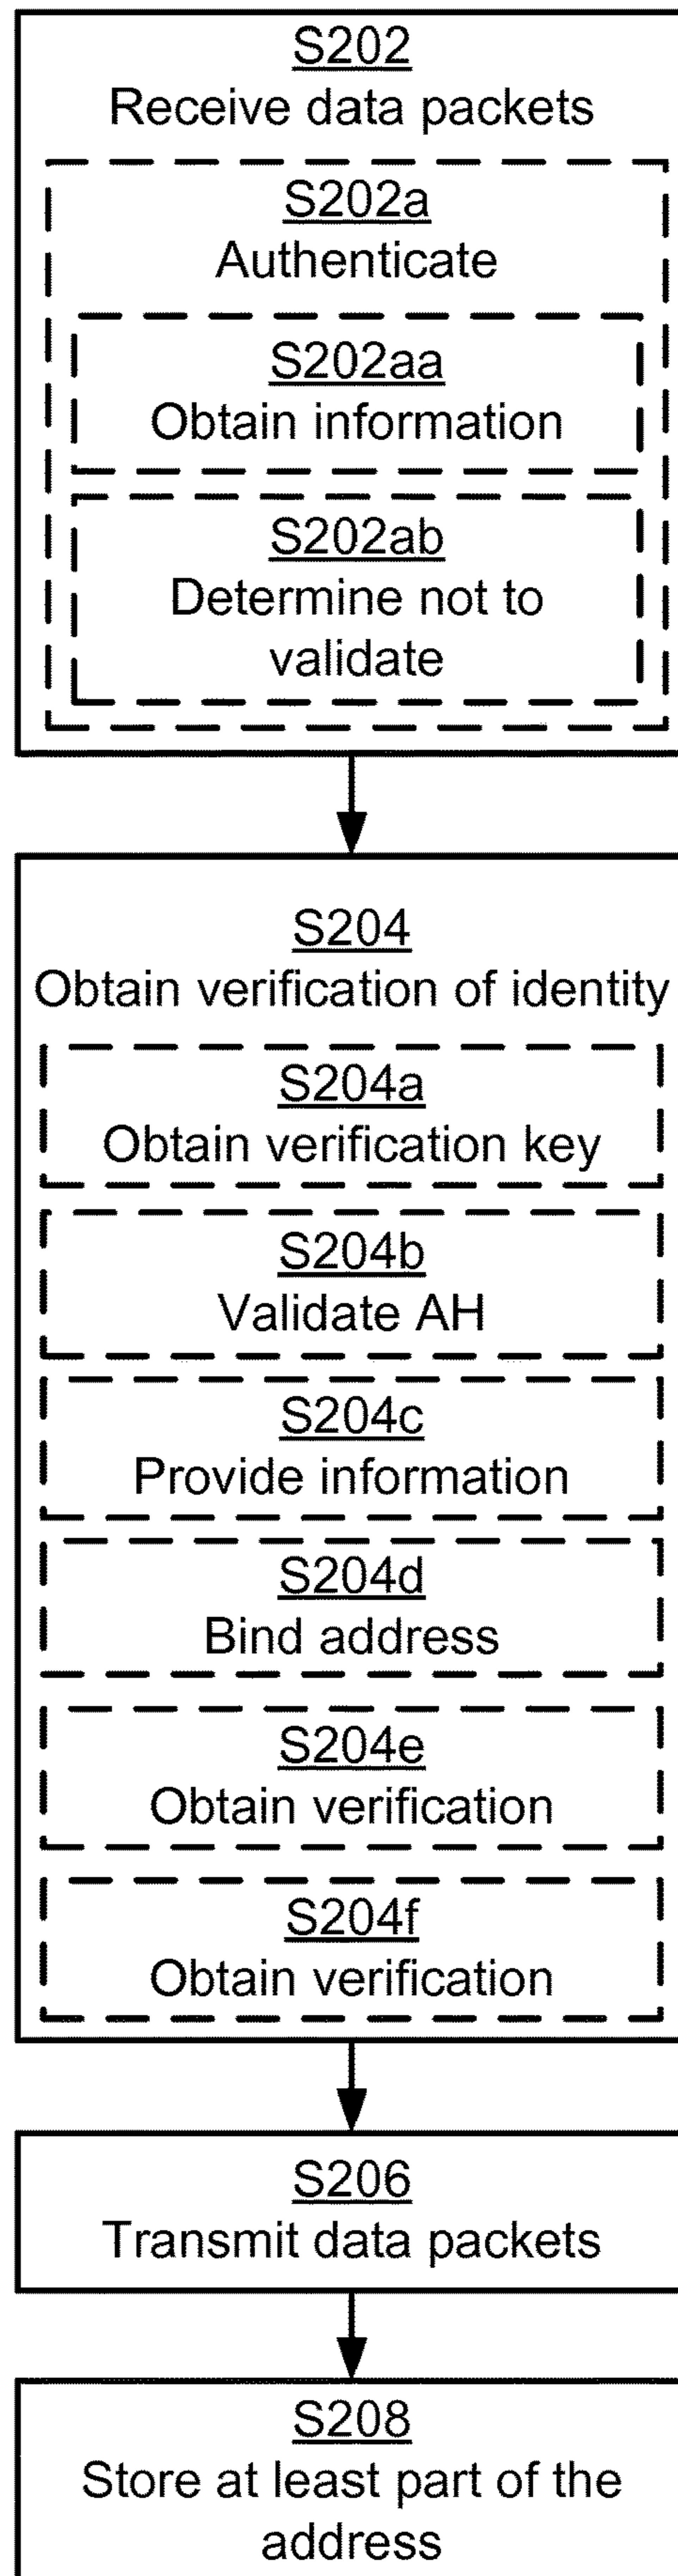 S202
Receive data packets
S202a
Authenticate
S202aa
Obtain information
S202ab
Determine not to
validate
S204
Obtain verification of identity
S204a
Obtain verification key
S204b
Validate AH
S204c
Provide information
S204d
Bind address
S204e
Obtain verification
S204f
Obtain verification
S206
Transmit data packets
S208
Store at least part of the
address